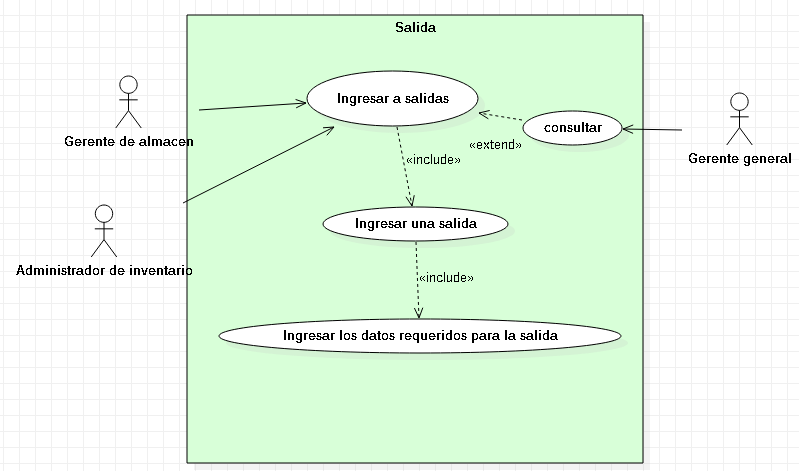 Salida
Ingresar a salidas
consultar
Gerente de almacen
Gerente general
«extend»
«include»
Ingresar una salida
Administrador de inventario
«include»
Ingresar los datos requeridos para la salida